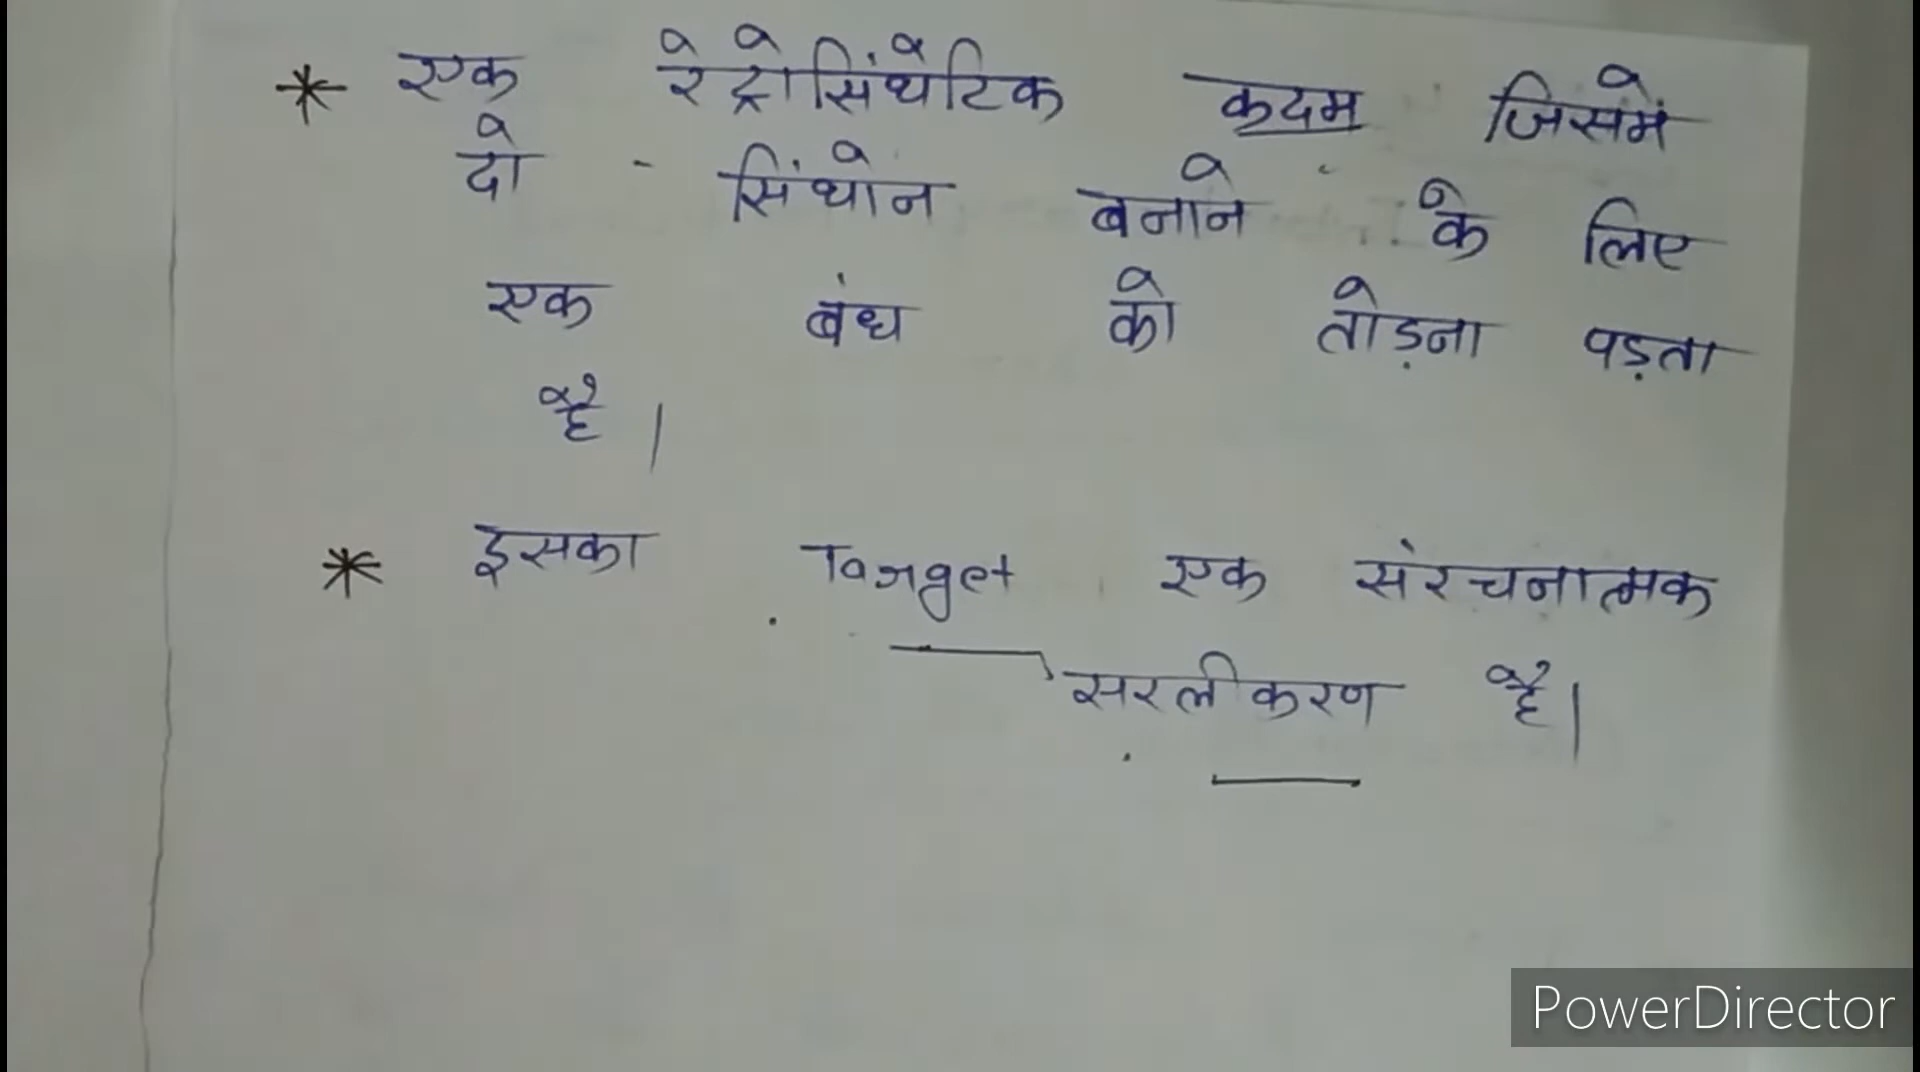 * एक रेट्रोसिंथेटिक कदम जिसमें
दो सिंथोन बनाने के लिए
एक बंध को तोड़ना पड़ता
है।
* इसका Target एक संरचनात्मक
सरलीकरण है।
PowerDirector